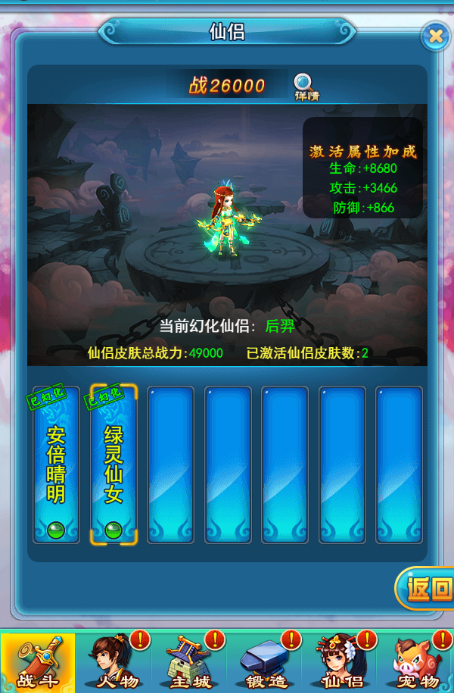 仙侣
战26000
详情
激活属性加成
生命:+8680
攻击:+3466
防御:+866
当前幻化仙侣: 后羿
仙侣皮肤总战力:49000 已激活仙侣皮肤数:2
已幻化
安倍晴明
已幻化
绿灵仙女
返回
战斗
人物
主城
锻造
仙侣
宠物